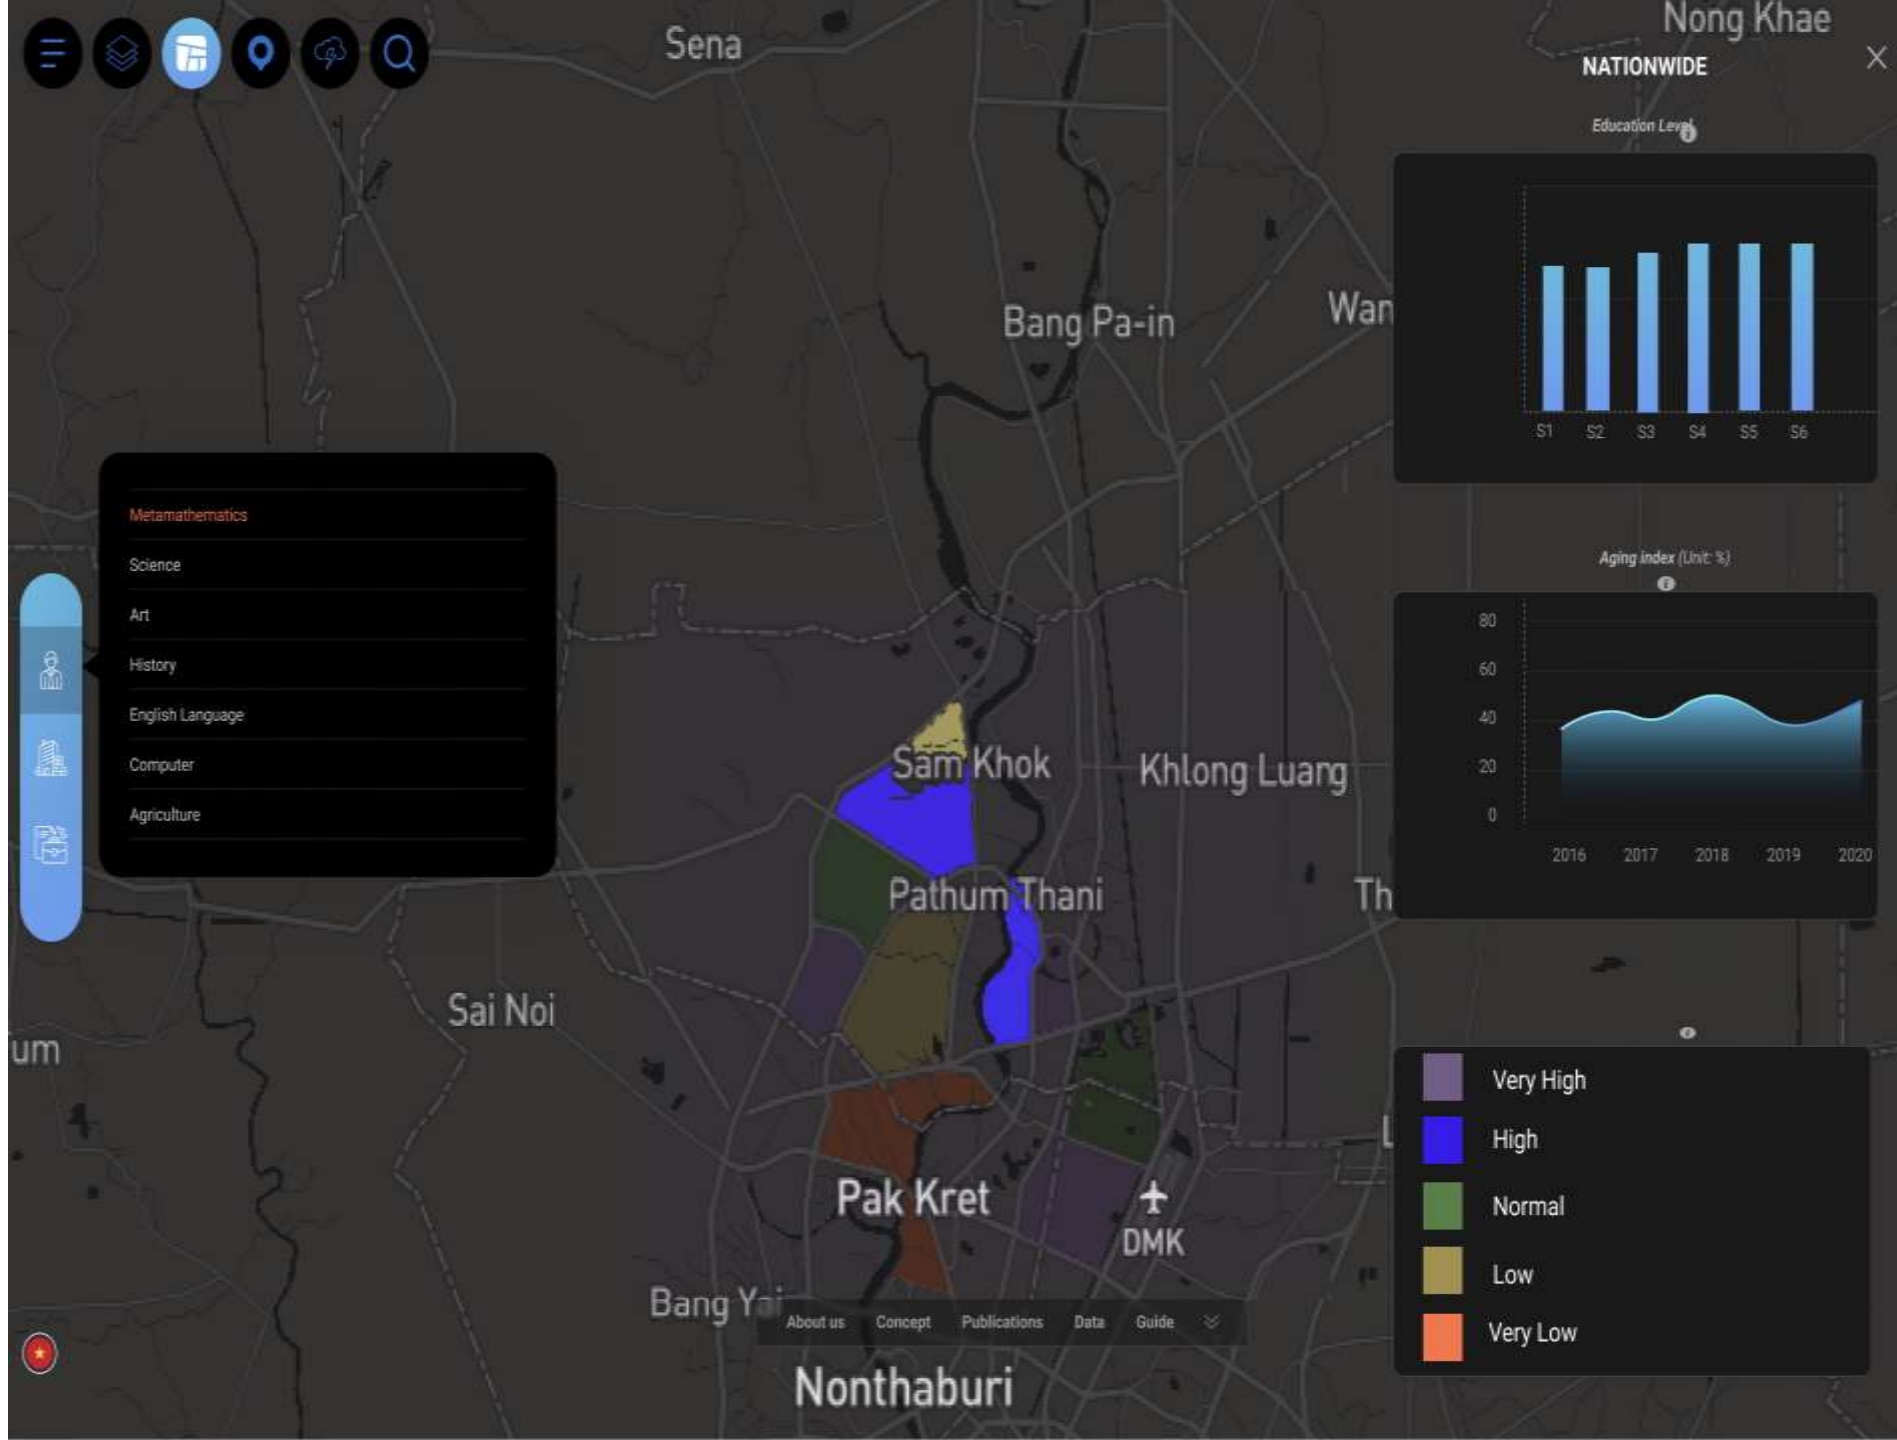 Nong Khae
Sena
NATIONWIDE
Education Level
Bang Pa-in
Wan
S1 S2 S3 S4 S5 S6
Metamathematics
Science
Art
History
English Language
Computer
Agriculture
Aging index (Unit: %)
80
60
40
20
0
2016 2017 2018 2019 2020
Sam Khok
Khlong Luang
Pathum Thani
Th
Sai Noi
um
Very High
High
Normal
Low
Very Low
L
Pak Kret
DMK
Bang Yai
About us Concept Publications Data Guide
Nonthaburi